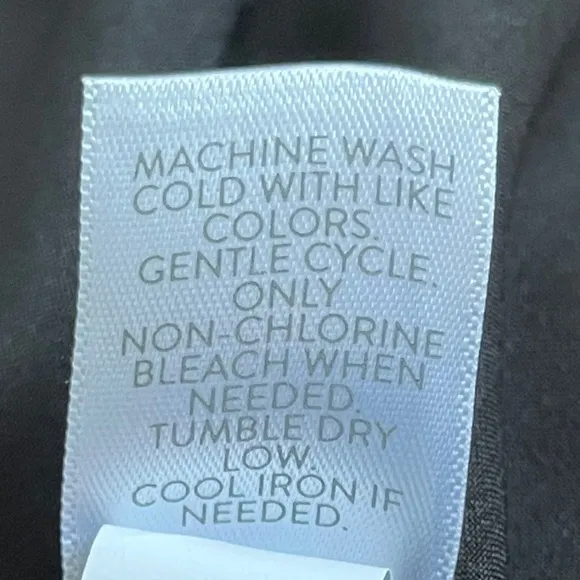 MACHINE WASH
COLD WITH LIKE
COLORS.
GENTLE CYCLE.
ONLY
NON-CHLORINE
BLEACH WHEN
NEEDED.
TUMBLE DRY
LOW.
COOL IRON IF
NEEDED.